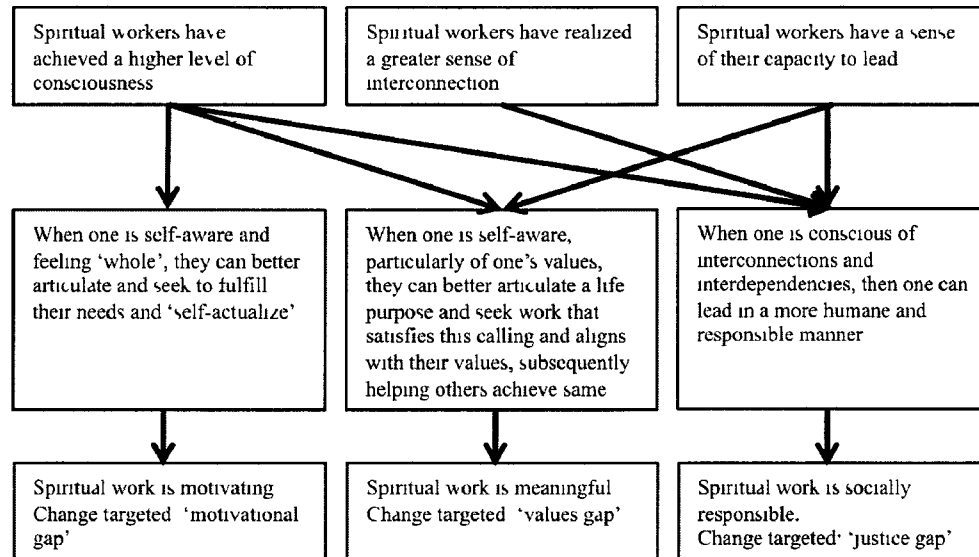 Spiritual workers have
achieved a higher level of
consciousness
Spiritual workers have realized
a greater sense of
interconnection
Spiritual workers have a sense
of their capacity to lead
When one is self-aware and
feeling ‘whole’, they can better
articulate and seek to fulfill
their needs and ‘self-actualize’
When one is self-aware,
particularly of one’s values,
they can better articulate a life
purpose and seek work that
satisfies this calling and aligns
with their values, subsequently
helping others achieve same
When one is conscious of
interconnections and
interdependencies, then one can
lead in a more humane and
responsible manner
Spiritual work is motivating
Change targeted ‘motivational
gap’
Spiritual work is meaningful
Change targeted ‘values gap’
Spiritual work is socially
responsible.
Change targeted· ‘justice gap’